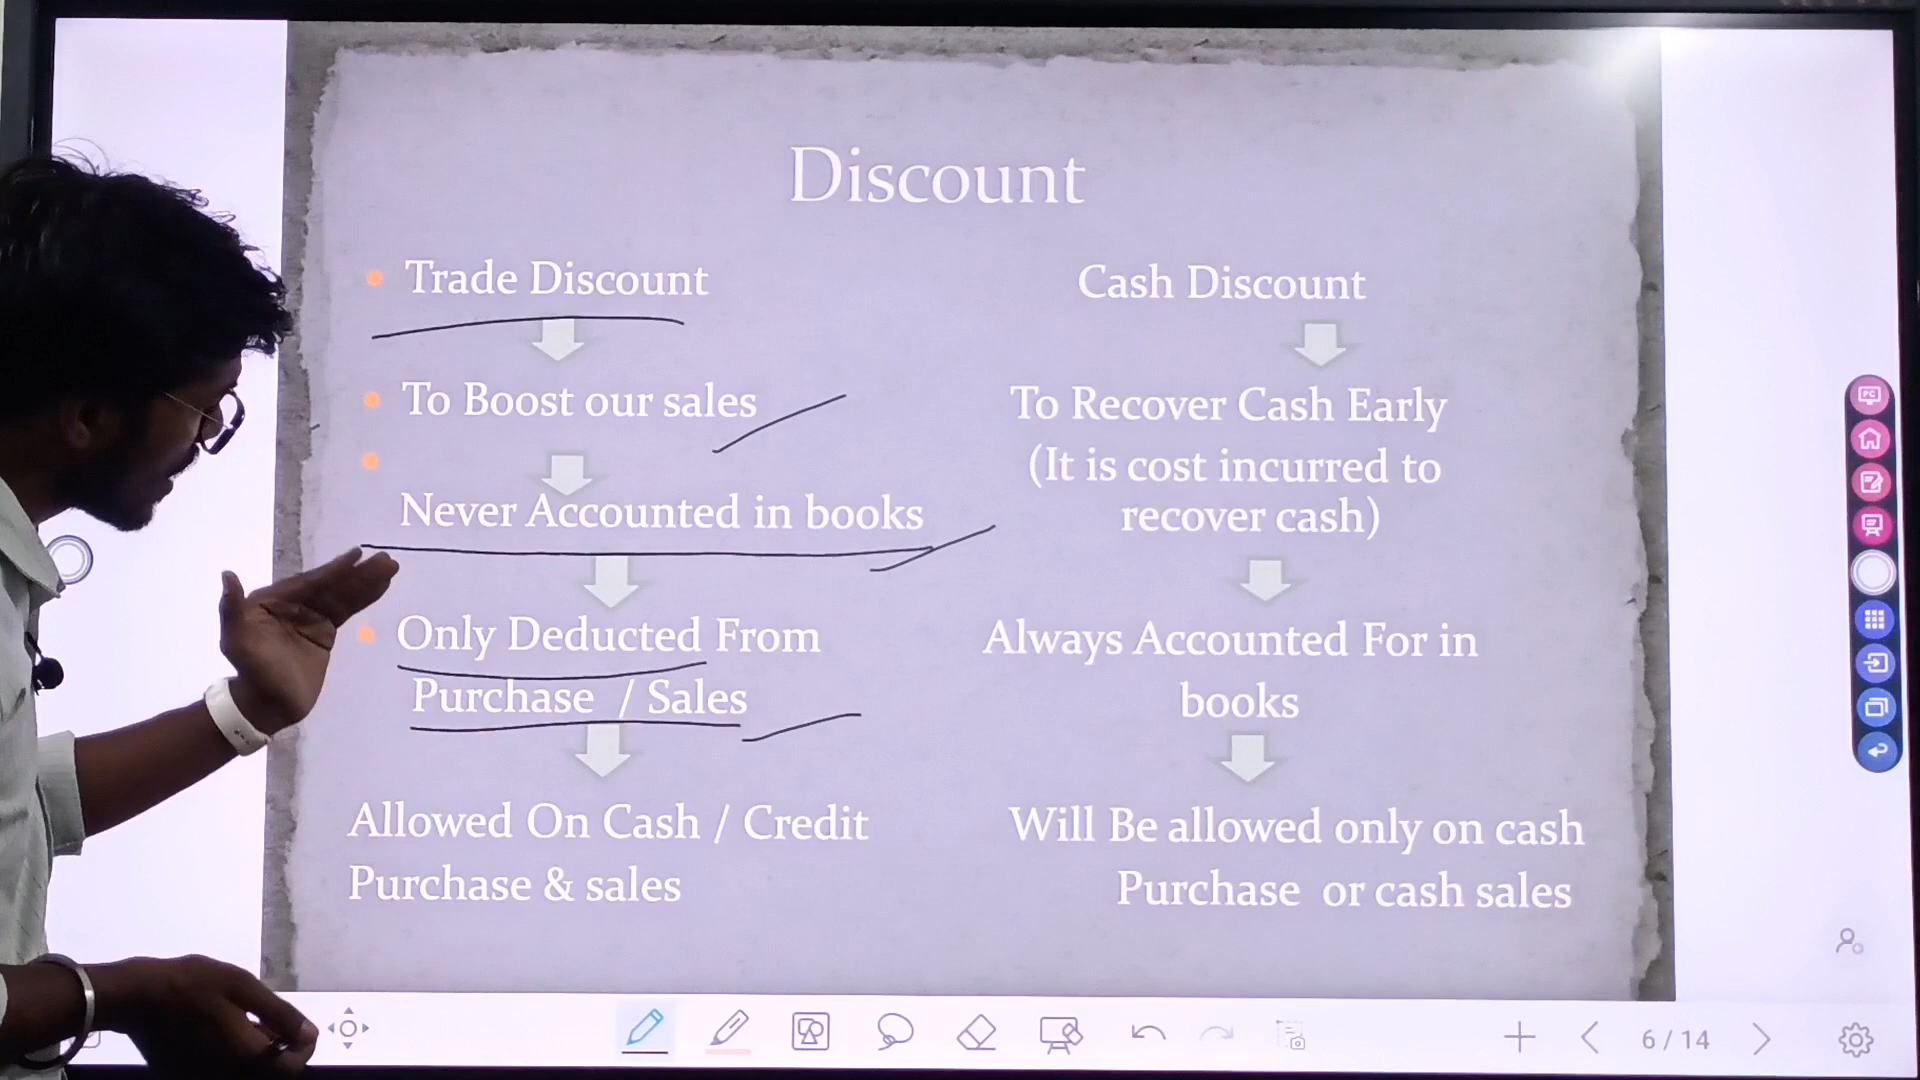 Discount
Trade Discount
To Boost our sales
Never Accounted in books
Only Deducted From
Purchase / Sales
Allowed On Cash / Credit
Purchase & sales
Cash Discount
To Recover Cash Early
(It is cost incurred to
recover cash)
Always Accounted For in
books
Will Be allowed only on cash
Purchase or cash sales
PC
6 / 14